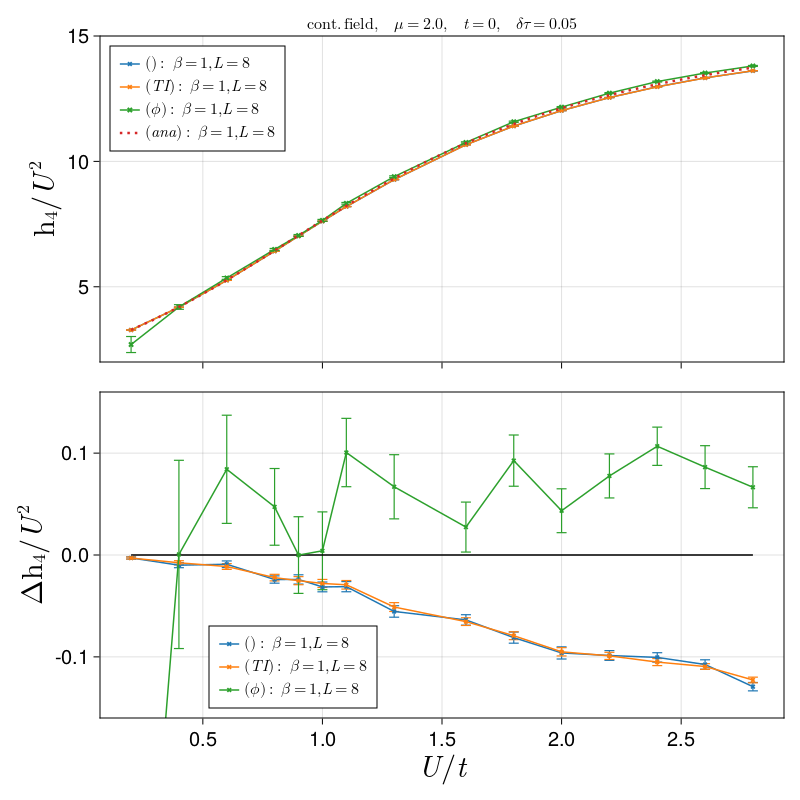 cont. field, μ = 2.0, t = 0, δτ = 0.05
15
10
5
h₄/U²
() : β = 1, L = 8
(TI) : β = 1, L = 8
(ϕ) : β = 1, L = 8
(ana) : β = 1, L = 8
0.1
0.0
-0.1
Δh₄/U²
() : β = 1, L = 8
(TI) : β = 1, L = 8
(ϕ) : β = 1, L = 8
0.5 1.0 1.5 2.0 2.5
U/t